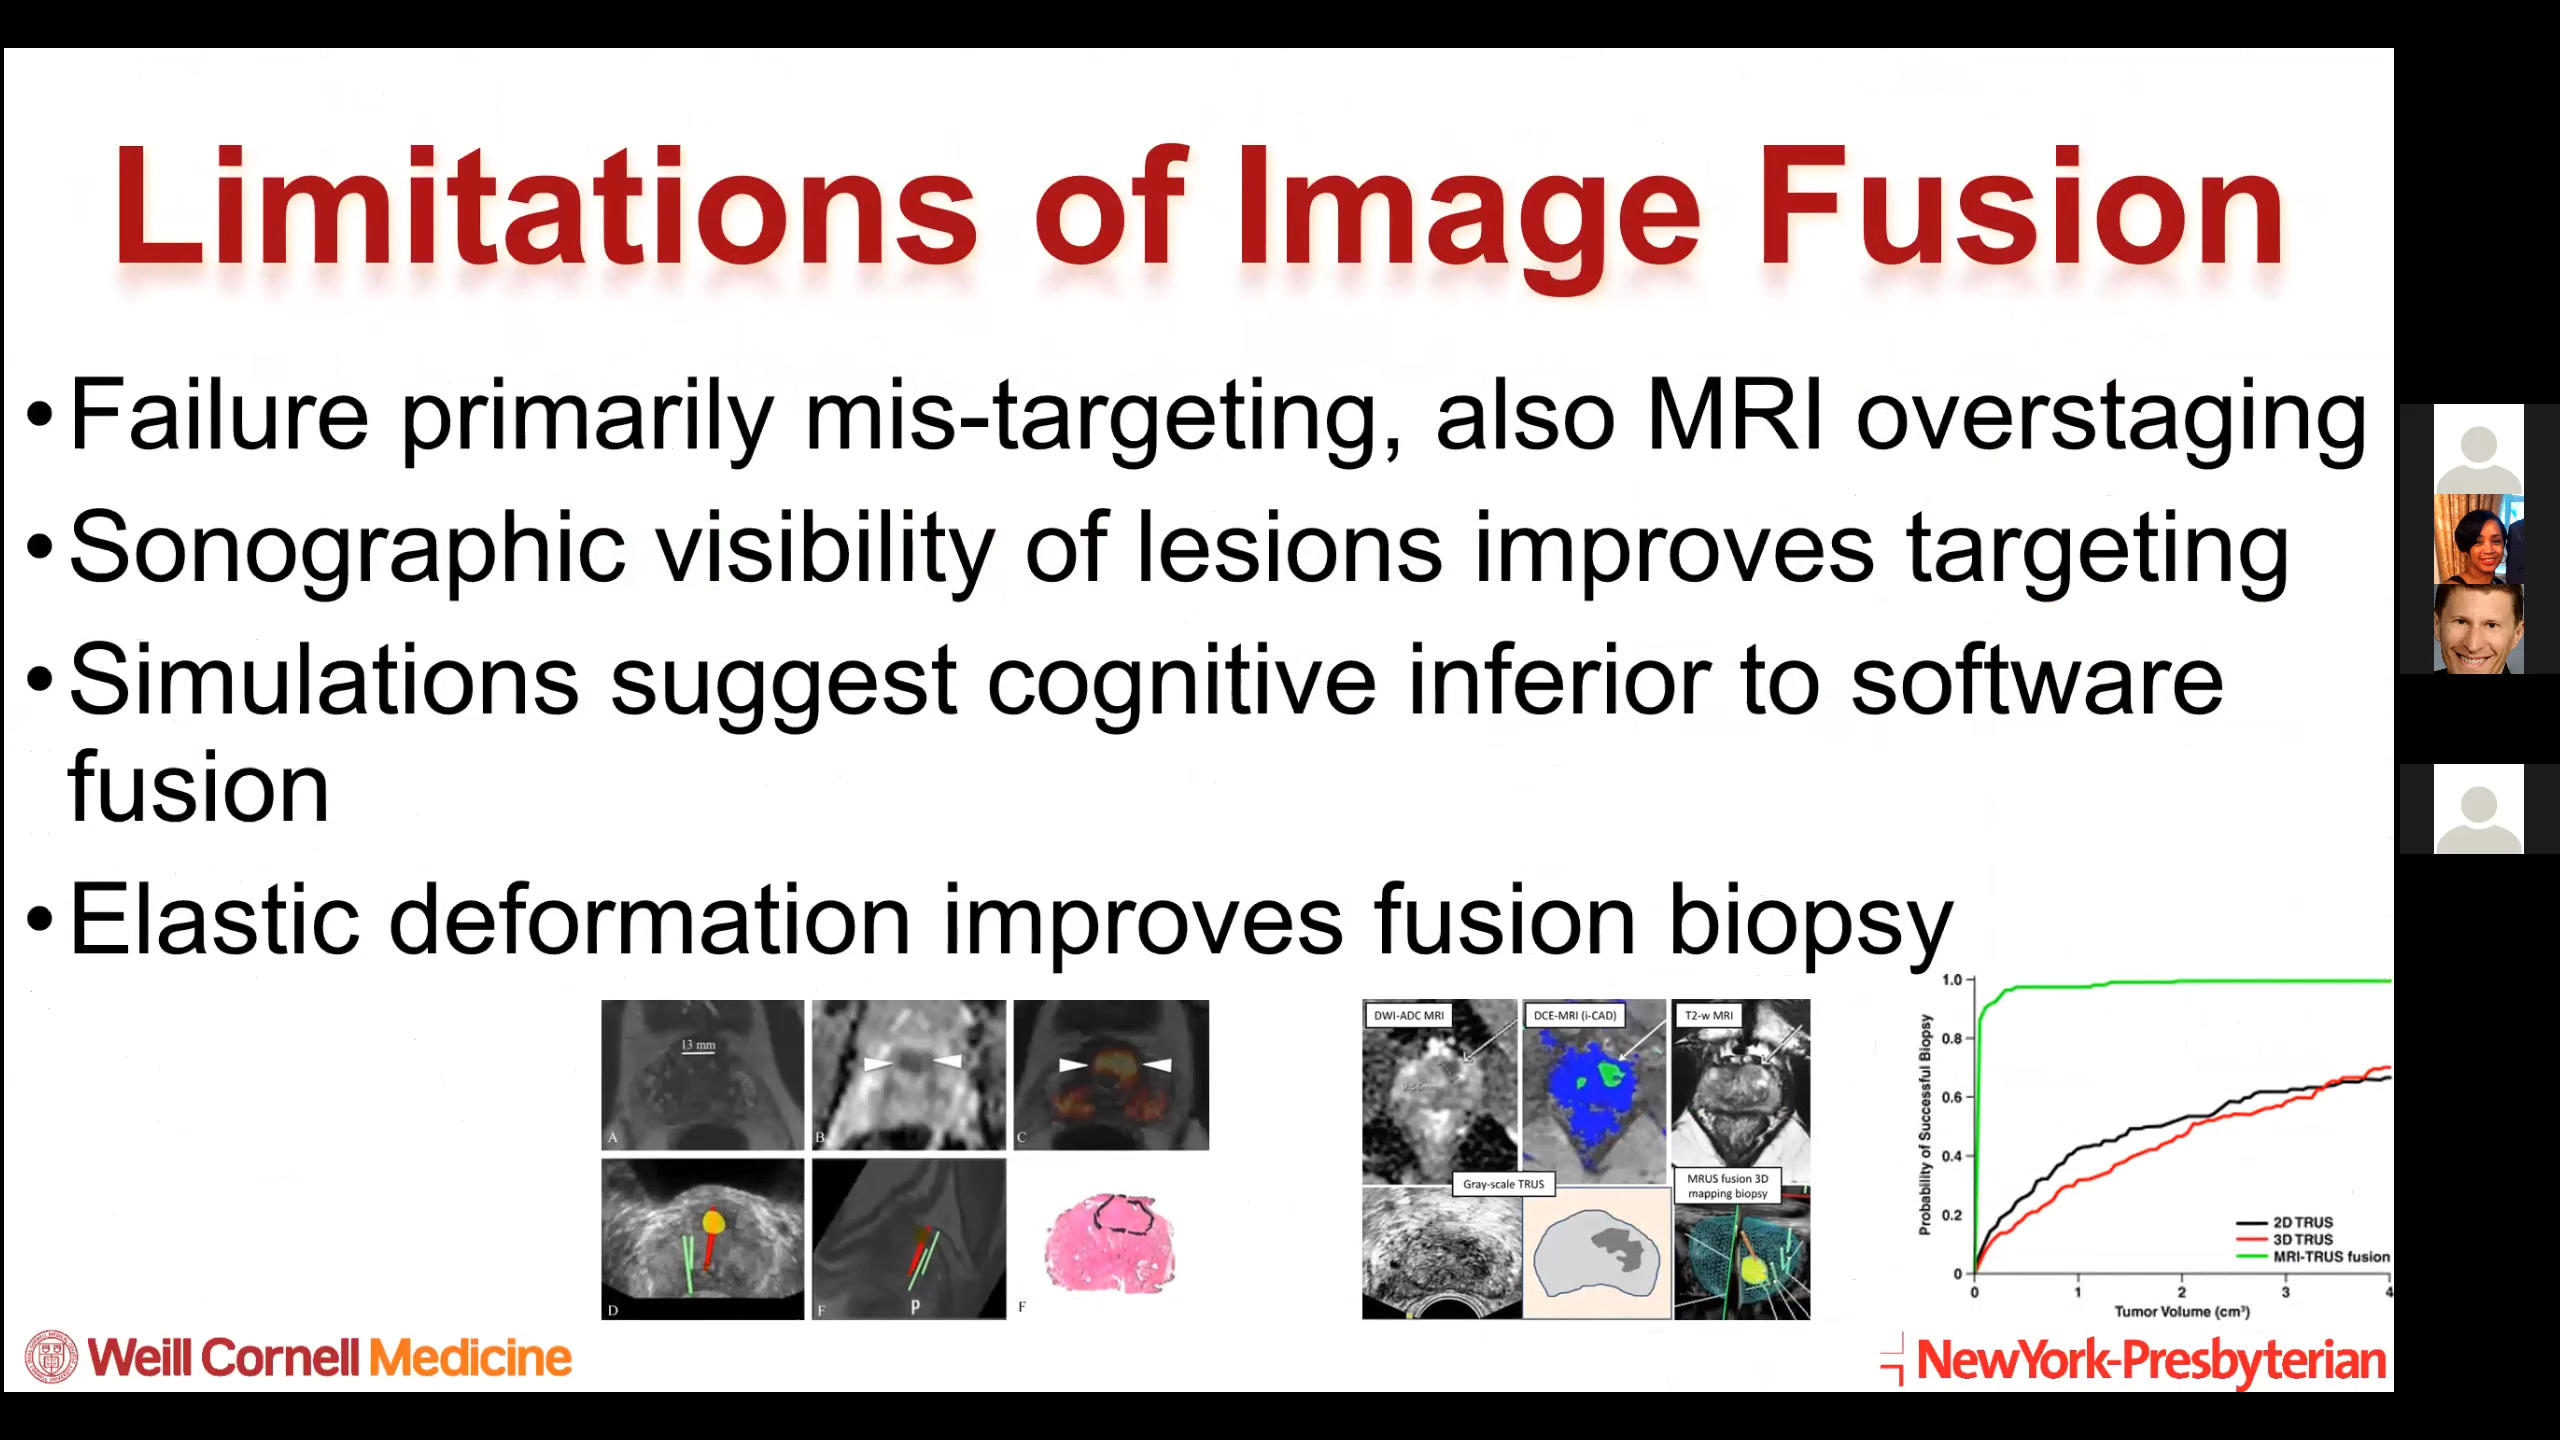 Limitations of Image Fusion
•Failure primarily mis-targeting, also MRI overstaging
•Sonographic visibility of lesions improves targeting
•Simulations suggest cognitive inferior to software
fusion
•Elastic deformation improves fusion biopsy
13 mm
A
B
C
D
F
P
F
DWI-ADC MRI
DCE-MRI (i-CAD)
T2-w MRI
Gray-scale TRUS
MRUS fusion 3D
mapping biopsy
Probability of Successful Biopsy
1.0
0.8
0.6
0.4
0.2
0
2D TRUS
3D TRUS
MRI-TRUS fusion
0 1 2 3 4
Tumor Volume (cm³)
Weill Cornell Medicine
NewYork-Presbyterian